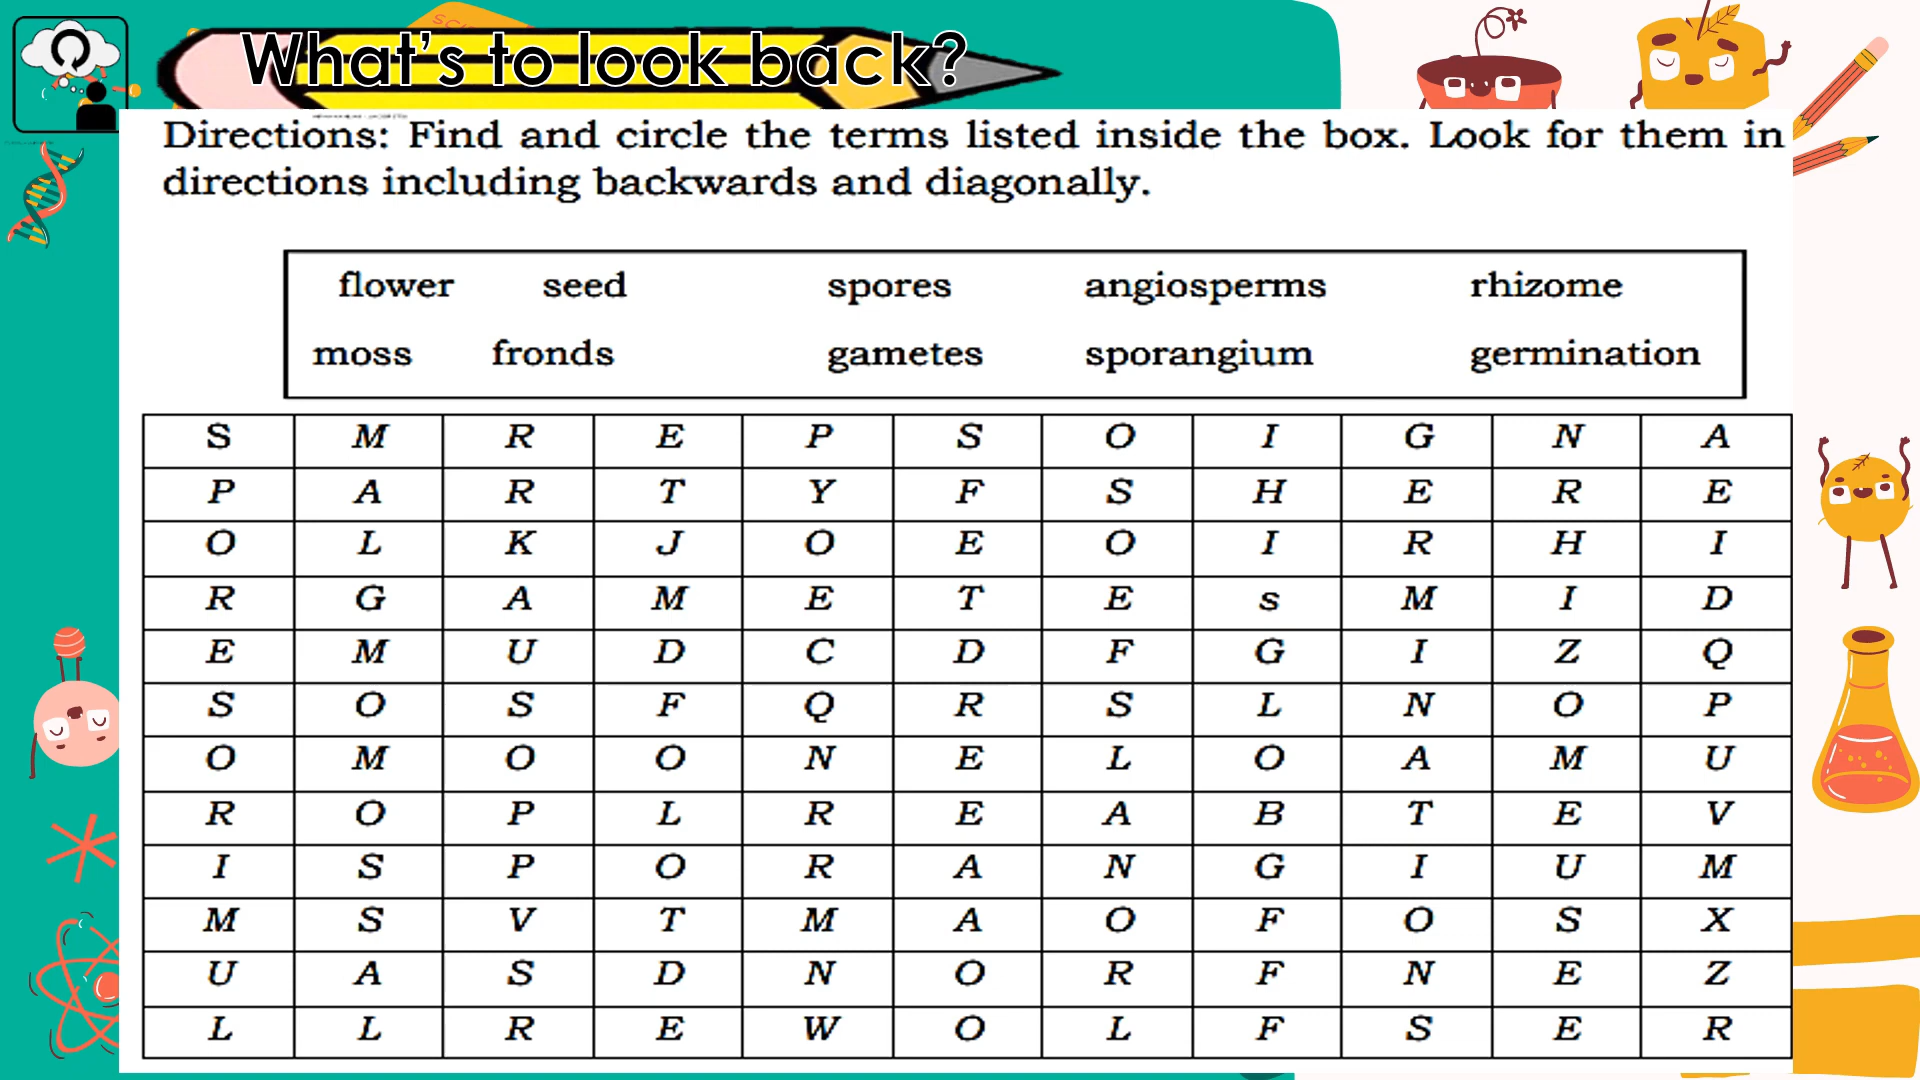 What's to look back?
Directions: Find and circle the terms listed inside the box. Look for them in
directions including backwards and diagonally.
flower seed spores angiosperms rhizome
moss fronds gametes sporangium germination
S M R E P S O I G N A
P A R T Y F S H E R E
O L K J O E O I R H I
R G A M E T E s M I D
E M U D C D F G I Z Q
S O S F Q R S L N O P
O M O O N E L O A M U
R O P L R E A B T E V
I S P O R A N G I U M
M S V T M A O F O S X
U A S D N O R F N E Z
L L R E W O L F S E R